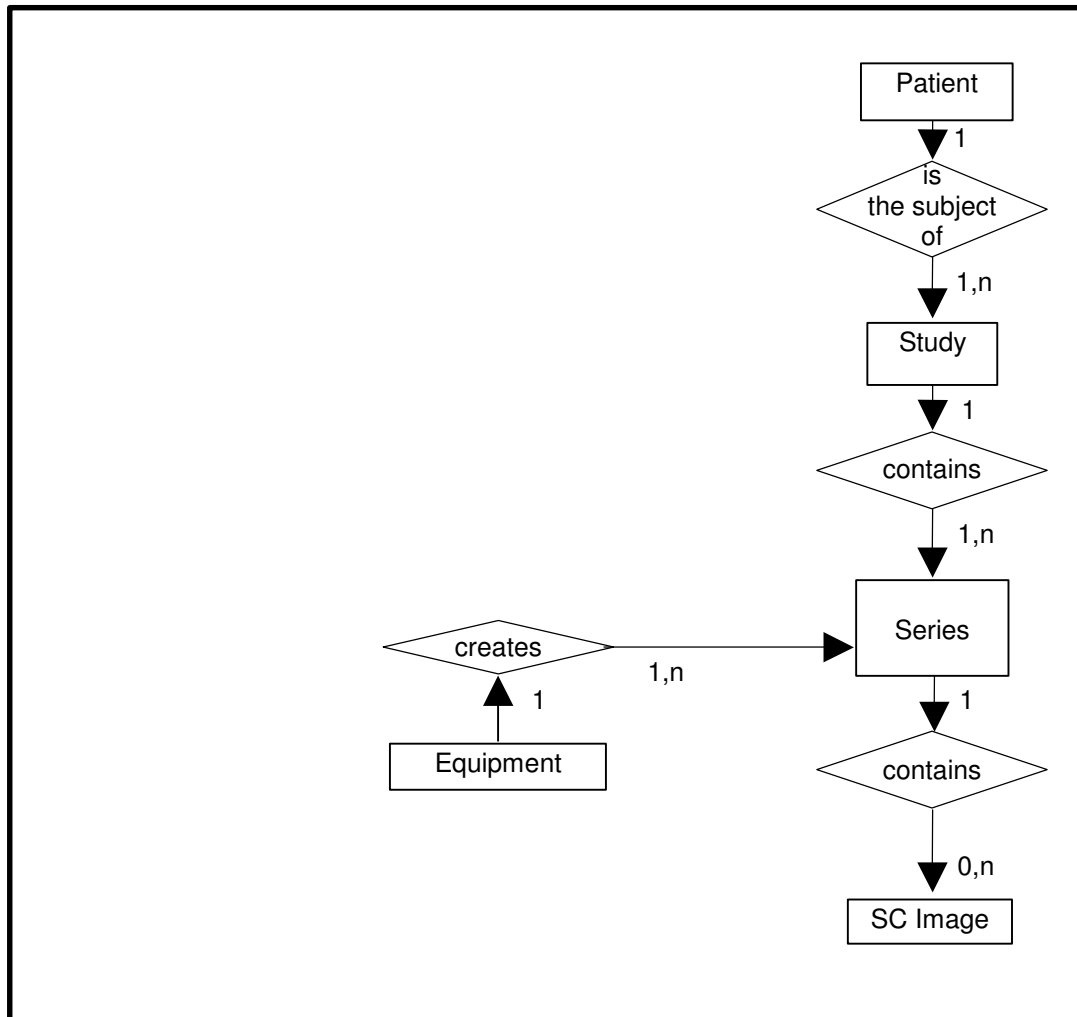 Patient
1
is
the subject
of
1,n
Study
1
contains
1,n
Series
creates
1,n
1
Equipment
1
contains
0,n
SC Image